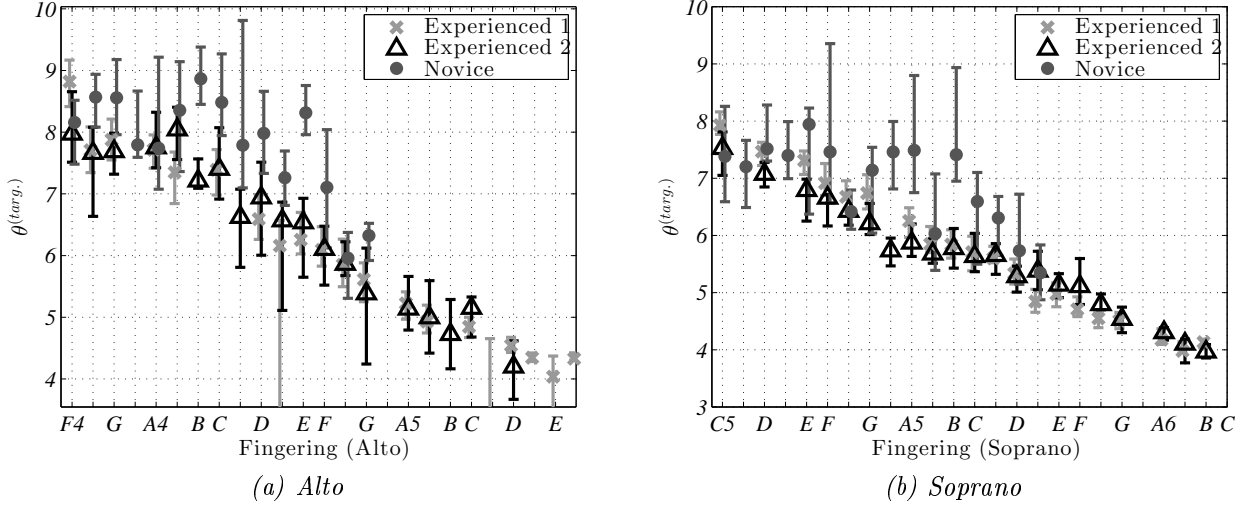 10
9
8
7
6
5
4
θ(targ.)
Experienced 1
Experienced 2
Novice
F4 G A4 B C D E F G A5 B C D E
Fingering (Alto)
(a) Alto
10
9
8
7
6
5
4
3
θ(targ.)
Experienced 1
Experienced 2
Novice
C5 D E F G A5 B C D E F G A6 B C
Fingering (Soprano)
(b) Soprano